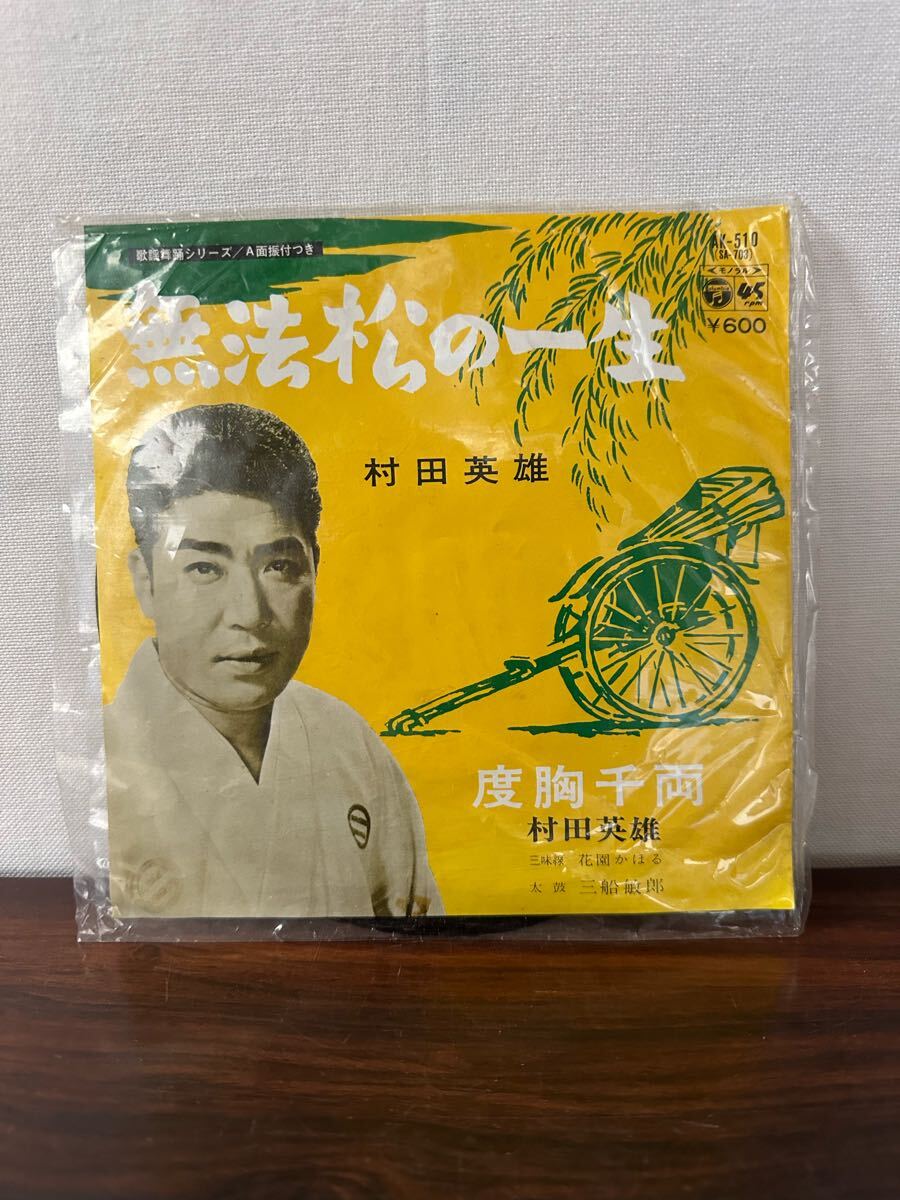 歌謡舞踊シリーズ/A面振付つき
AK-510
(SA-703)
<モノラル>
Columbia
45
rpm
¥600
無法松の一生
村田英雄
度胸千両
村田英雄
三味線 花園かほる
太鼓 三船敏郎